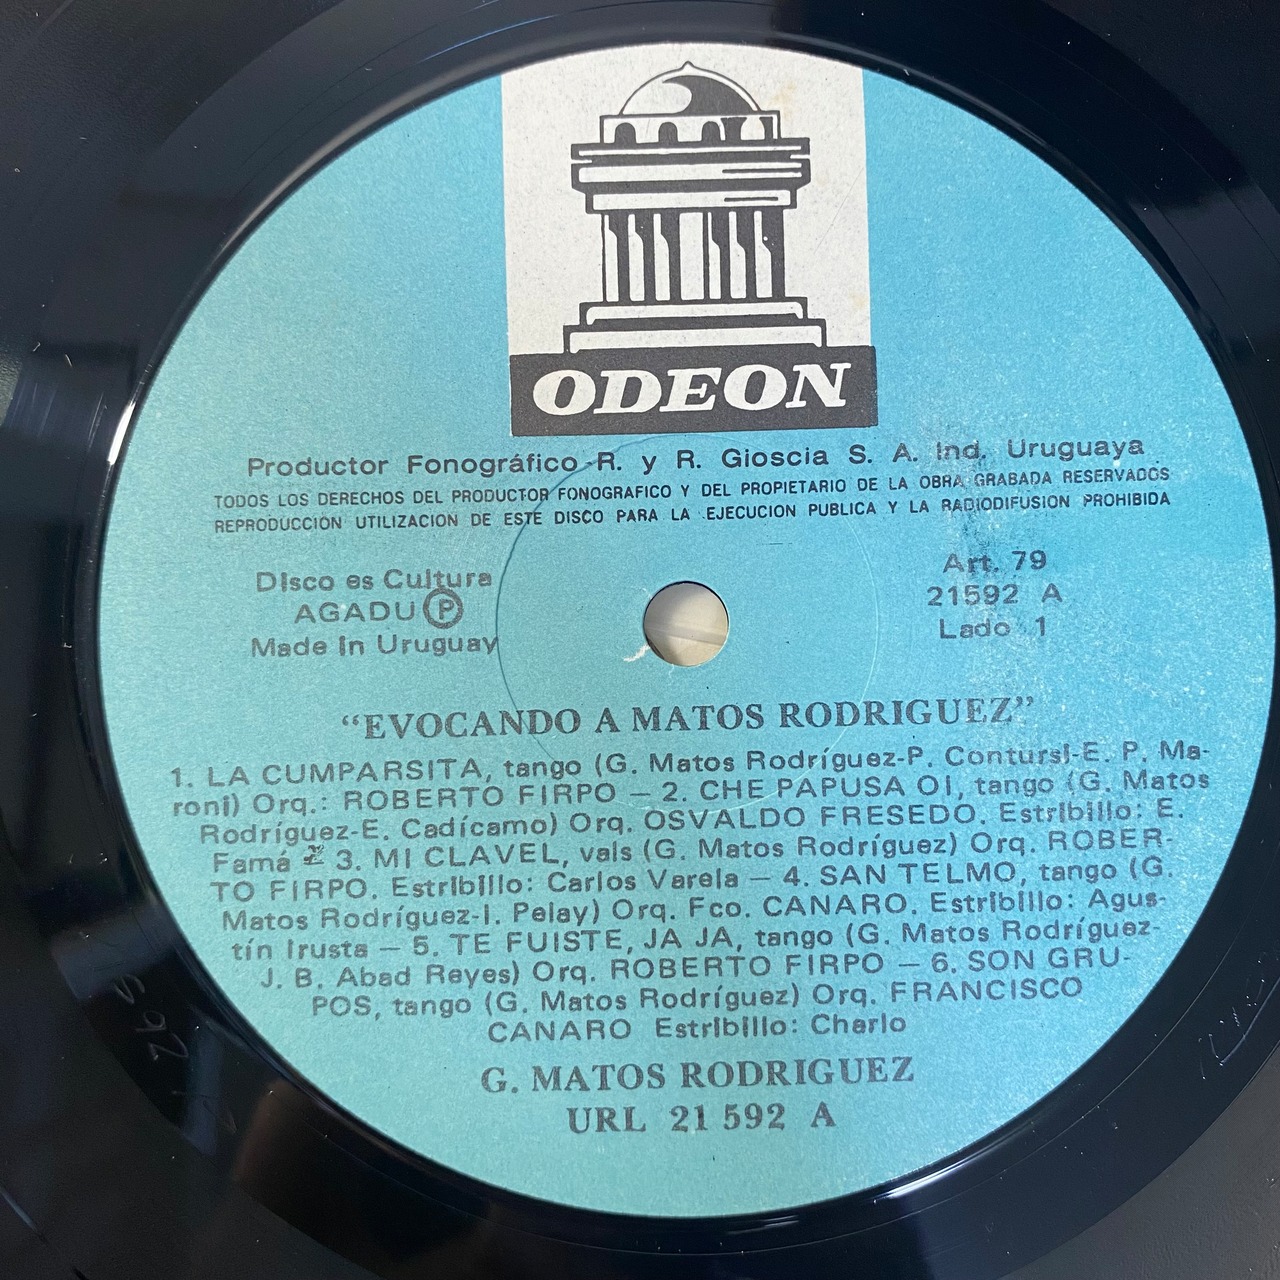 ODEON
Productor Fonográfico R. y R. Gioscia S. A. Ind. Uruguaya
TODOS LOS DERECHOS DEL PRODUCTOR FONOGRAFICO Y DEL PROPIETARIO DE LA OBRA GRABADA RESERVADOS
REPRODUCCION UTILIZACION DE ESTE DISCO PARA LA EJECUCION PUBLICA Y LA RADIODIFUSION PROHIBIDA
Disco es Cultura
AGADU Ⓟ
Made in Uruguay
Art. 79
21592 A
Lado 1
“EVOCANDO A MATOS RODRIGUEZ”
1. LA CUMPARSITA, tango (G. Matos Rodríguez-P. Contursi-E. P. Ma-
roni) Orq.: ROBERTO FIRPO — 2. CHE PAPUSA OI, tango (G. Matos
Rodríguez-E. Cadícamo) Orq. OSVALDO FRESEDO. Estribillo: E.
Famá — 3. MI CLAVEL, vals (G. Matos Rodríguez) Orq. ROBER-
TO FIRPO. Estribillo: Carlos Varela — 4. SAN TELMO, tango (G.
Matos Rodríguez-I. Pelay) Orq. Fco. CANARO. Estribillo: Agus-
tín Irusta — 5. TE FUISTE, JA JA, tango (G. Matos Rodríguez-
J. B. Abad Reyes) Orq. ROBERTO FIRPO — 6. SON GRU-
POS, tango (G. Matos Rodríguez) Orq. FRANCISCO
CANARO Estribillo: Charlo
G. MATOS RODRIGUEZ
URL 21 592 A